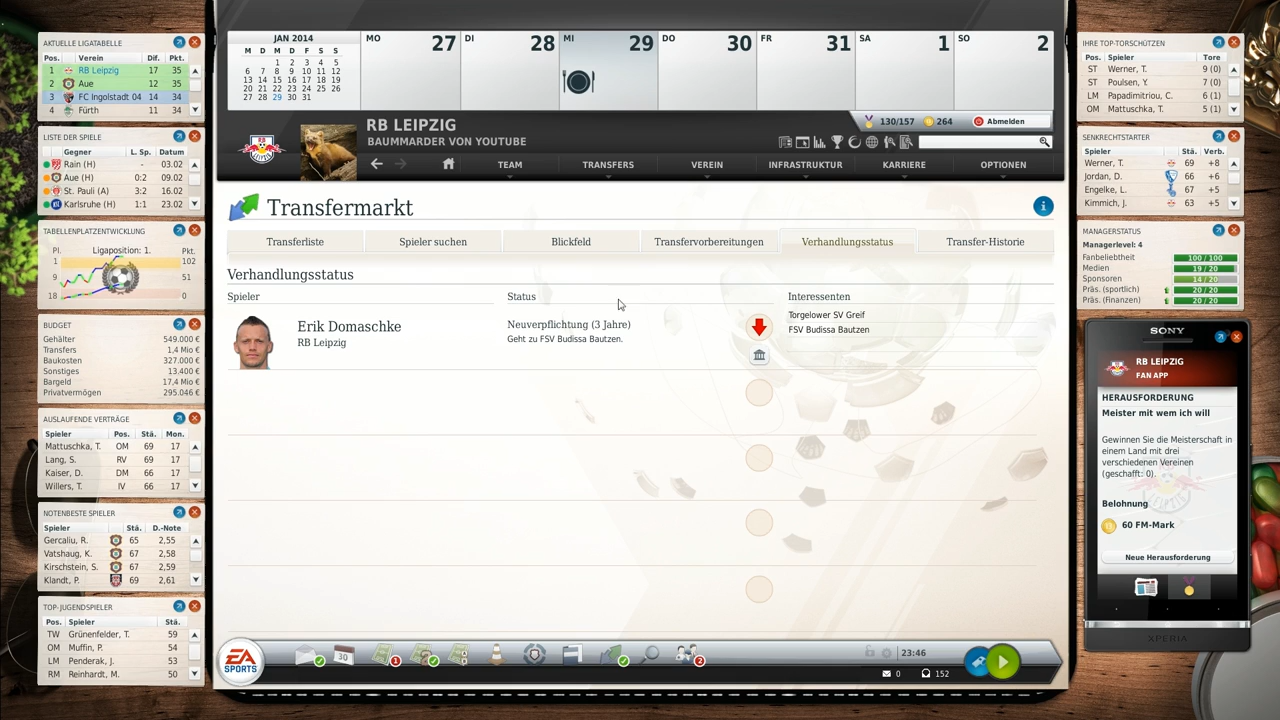 AKTUELLE LIGATABELLE
Pos. Verein Dif. Pkt.
1 RB Leipzig 17 35
2 Aue 12 35
3 FC Ingolstadt 04 14 34
4 Fürth 11 34
LISTE DER SPIELE
Gegner L. Sp. Datum
Rain (H) - 03.02
Aue (H) 0:2 09.02
St. Pauli (A) 3:2 16.02
Karlsruhe (H) 1:1 23.02
TABELLENPLATZENTWICKLUNG
Pl. Ligaposition: 1. Pkt.
1 102
9 51
18 0
BUDGET
Gehälter 549.000 €
Transfers 1,4 Mio €
Baukosten 327.000 €
Sonstiges 13.400 €
Bargeld 17,4 Mio €
Privatvermögen 295.046 €
AUSLAUFENDE VERTRÄGE
Spieler Pos. Stä. Mon.
Mattuschka, T. OM 69 17
Lang, S. RV 69 17
Kaiser, D. DM 66 17
Willers, T. IV 66 17
NOTENBESTE SPIELER
Spieler Stä. D.-Note
Gercaliu, R. 65 2,55
Vatshaug, K. 67 2,58
Kirschstein, S. 67 2,59
Klandt, P. 69 2,61
TOP-JUGENDSPIELER
Pos. Spieler Stä.
TW Grünenfelder, T. 59
OM Muffin, P. 54
LM Penderak, J. 53
RM Reinhardt, M. 50
JAN 2014
M D M D F S S
1 2 3 4 5
6 7 8 9 10 11 12
13 14 15 16 17 18 19
20 21 22 23 24 25 26
27 28 29 30 31
MO 27
DI 28
MI 29
DO 30
FR 31
SA 1
SO 2
RB LEIPZIG
BAUMMARDER VON YOUTUBE
130/157 264 Abmelden
TEAM TRANSFERS VEREIN INFRASTRUKTUR KARRIERE OPTIONEN
Transfermarkt
Transferliste Spieler suchen Blickfeld Transfervorbereitungen Verhandlungsstatus Transfer-Historie
Verhandlungsstatus
Spieler Status Interessenten
Erik Domaschke
RB Leipzig
Neuverpflichtung (3 Jahre)
Geht zu FSV Budissa Bautzen.
Torgelower SV Greif
FSV Budissa Bautzen
EA
SPORTS
30
1
2
23:46
0 152
IHRE TOP-TORSCHÜTZEN
Pos. Spieler Tore
ST Werner, T. 9 (0)
ST Poulsen, Y. 7 (0)
LM Papadimitriou, C. 6 (1)
OM Mattuschka, T. 5 (1)
SENKRECHTSTARTER
Spieler Stä. Verb.
Werner, T. 69 +8
Jordan, D. 66 +6
Engelke, L. 67 +5
Kimmich, J. 63 +5
MANAGERSTATUS
Managerlevel: 4
Fanbeliebtheit 100 / 100
Medien 19 / 20
Sponsoren 14 / 20
Präs. (sportlich) 20 / 20
Präs. (Finanzen) 20 / 20
SONY
RB LEIPZIG
FAN APP
HERAUSFORDERUNG
Meister mit wem ich will
Gewinnen Sie die Meisterschaft in
einem Land mit drei
verschiedenen Vereinen
(geschafft: 0).
Belohnung
60 FM-Mark
Neue Herausforderung
XPERIA